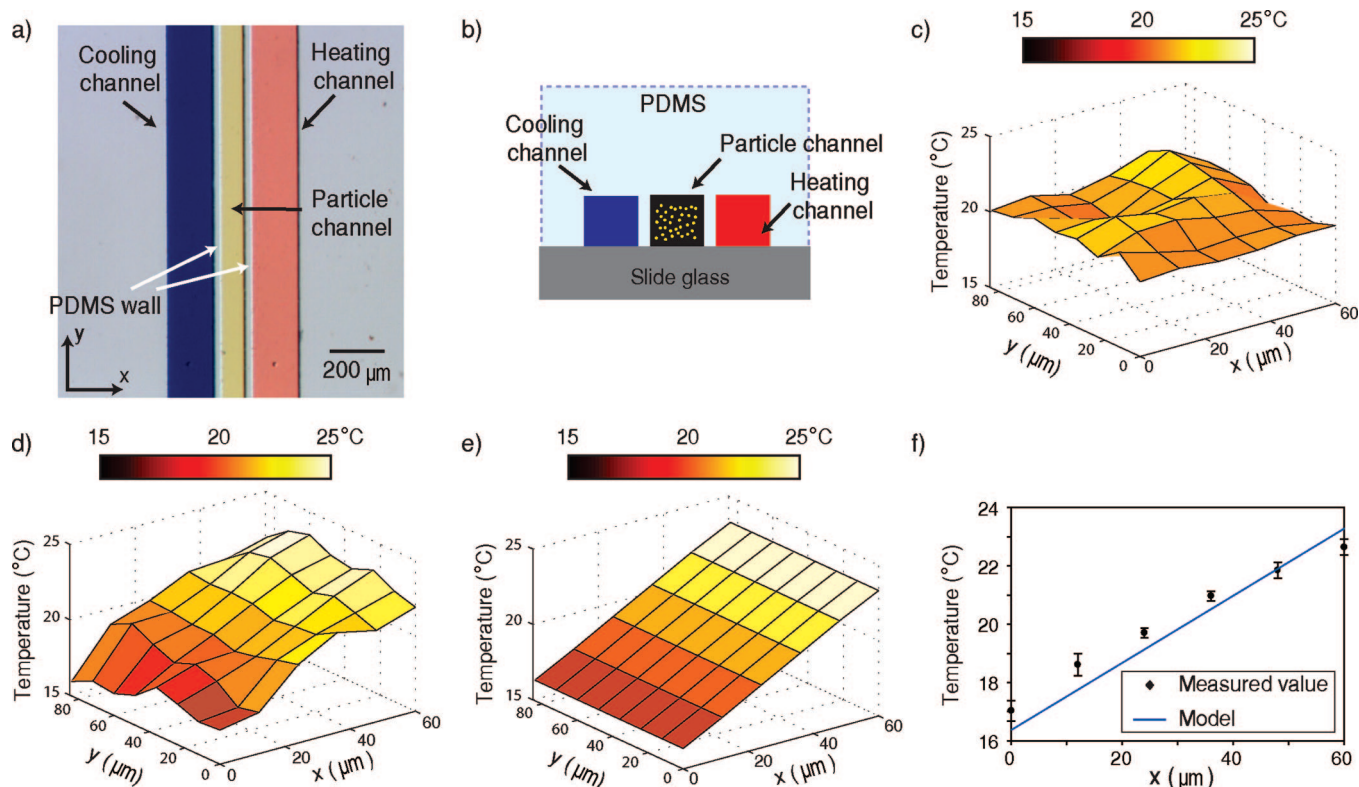 a)
Cooling
channel
Heating
channel
Particle
channel
PDMS wall
y
x
200 µm
b)
PDMS
Cooling
channel
Particle channel
Heating
channel
Slide glass
c)
15 20 25°C
Temperature (°C)
25
20
15
80
60
40
20
0
y (µm)
0
20
40
60
x (µm)
d)
15 20 25°C
Temperature (°C)
25
20
15
80
60
40
20
0
y (µm)
0
20
40
60
x (µm)
e)
15 20 25°C
Temperature (°C)
25
20
15
80
60
40
20
0
y (µm)
0
20
40
60
x (µm)
f)
Temperature (°C)
24
22
20
16
Measured value
Model
0 20 40 60
x (µm)